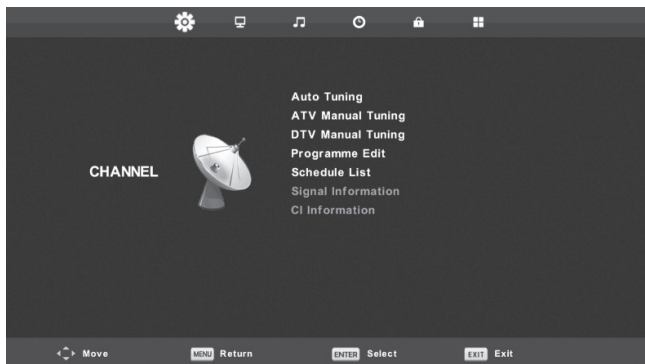 Auto Tuning
ATV Manual Tuning
DTV Manual Tuning
Programme Edit
CHANNEL
Schedule List
Signal Information
CI Information
Move
MENU Return
ENTER Select
EXIT Exit